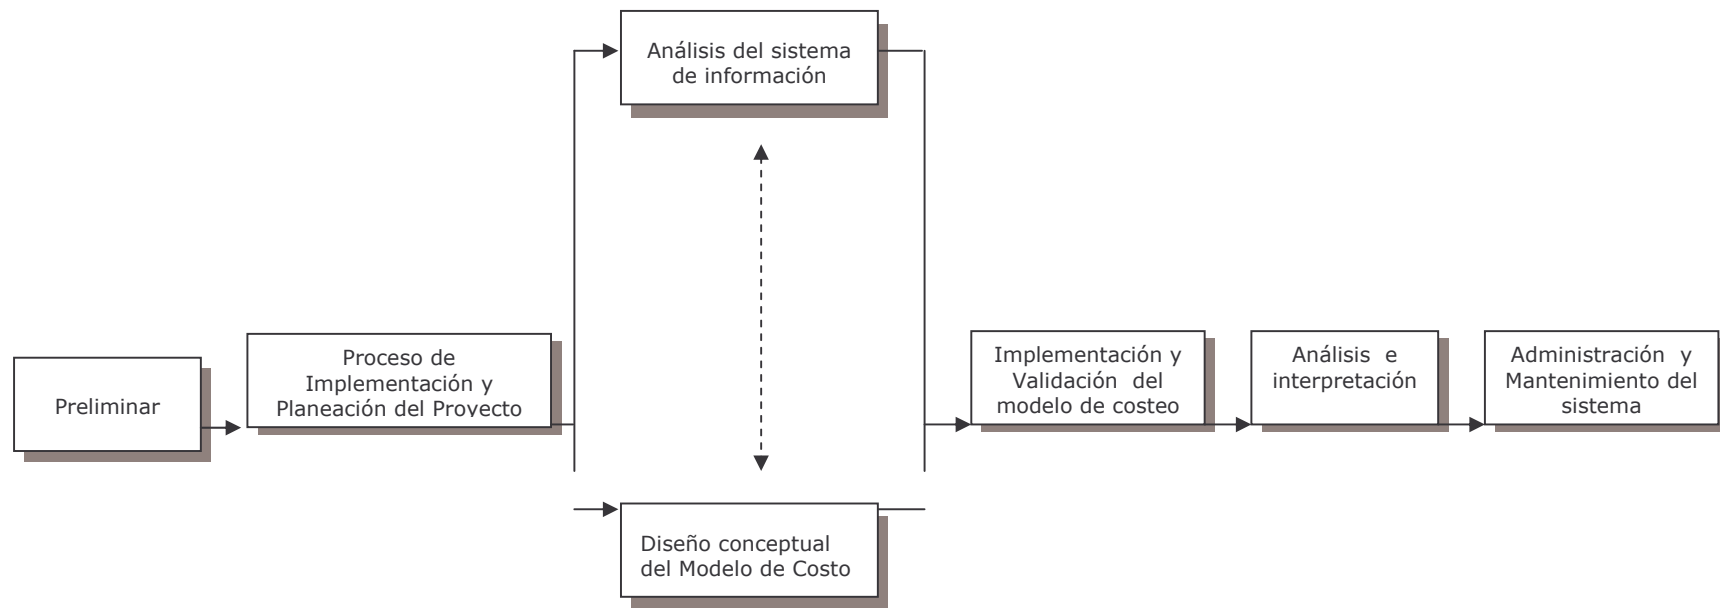 Análisis del sistema
de información
Preliminar
Proceso de
Implementación y
Planeación del Proyecto
Diseño conceptual
del Modelo de Costo
Implementación y
Validación del
modelo de costeo
Análisis e
interpretación
Administración y
Mantenimiento del
sistema